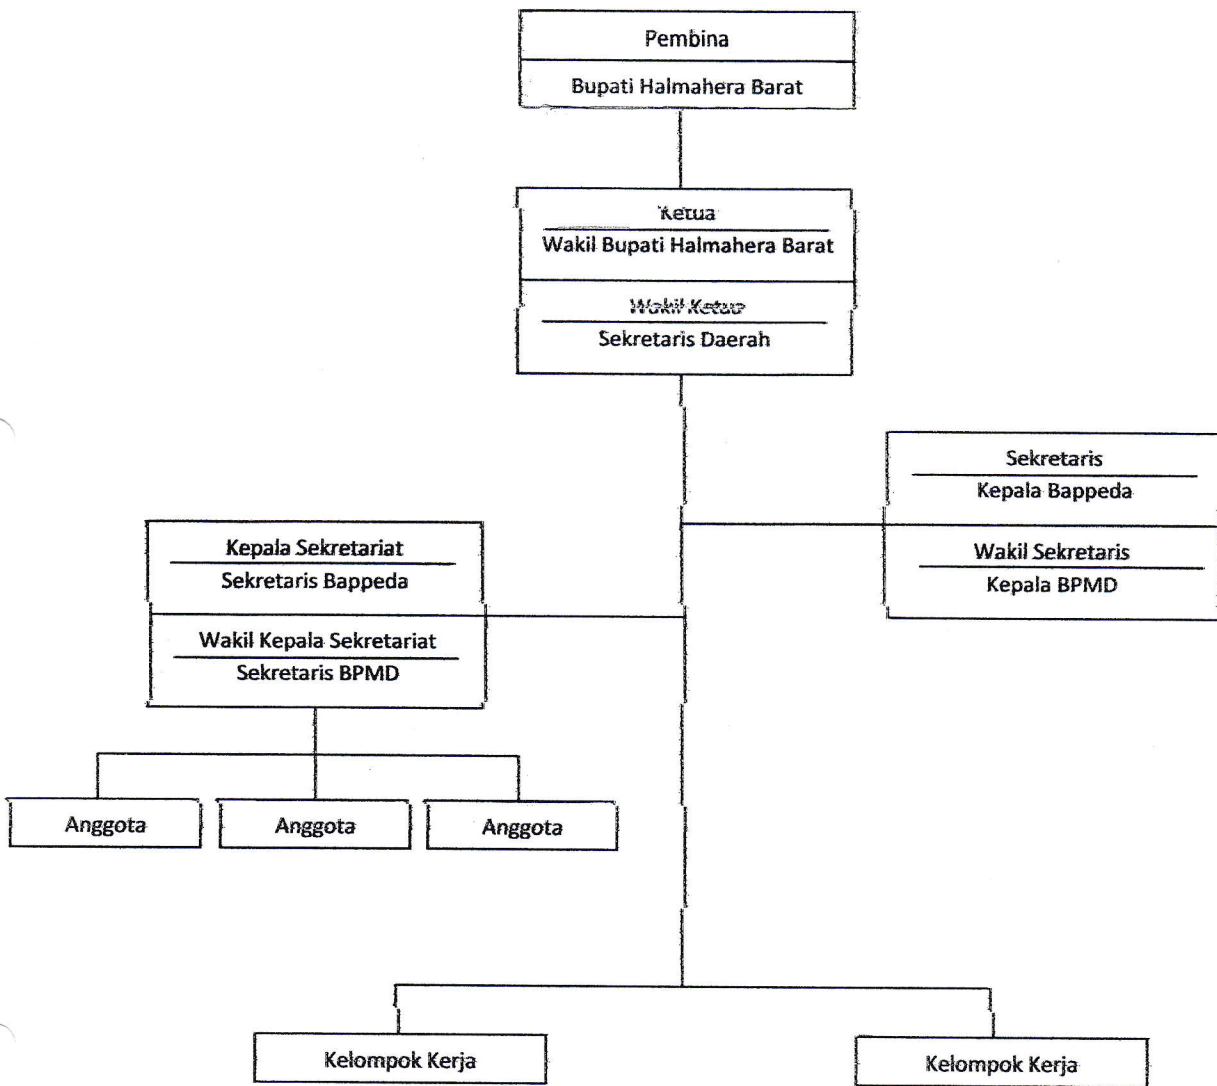 Pembina
Bupati Halmahera Barat
Ketua
Wakil Bupati Halmahera Barat
Wakil Ketua
Sekretaris Daerah
Sekretaris
Kepala Bappeda
Wakil Sekretaris
Kepala BPMD
Kepala Sekretariat
Sekretaris Bappeda
Wakil Kepala Sekretariat
Sekretaris BPMD
Anggota
Anggota
Anggota
Kelompok Kerja
Kelompok Kerja